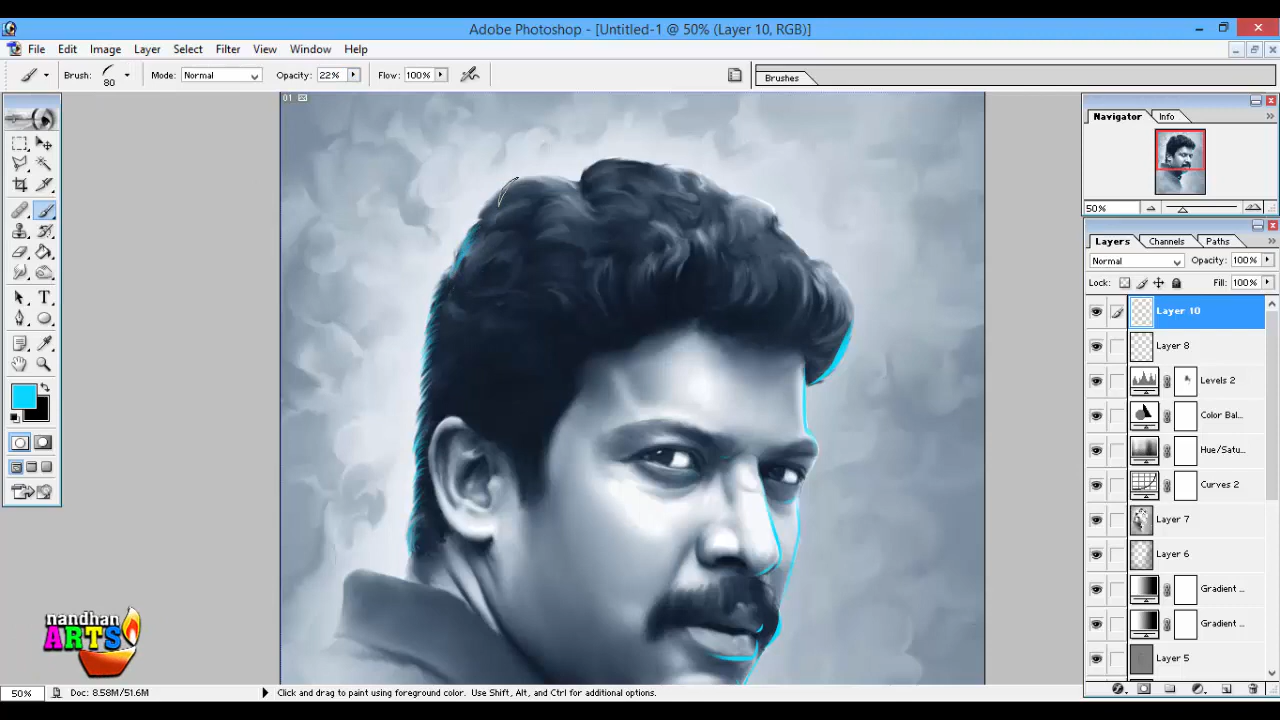 Adobe Photoshop - [Untitled-1 @ 50% (Layer 10, RGB)]
File Edit Image Layer Select Filter View Window Help
Brush: 80 Mode: Normal Opacity: 22% Flow: 100% Brushes
01
Navigator Info
50%
Layers Channels Paths
Normal Opacity: 100%
Lock: Fill: 100%
Layer 10
Layer 8
Levels 2
Color Bal...
Hue/Satu...
Curves 2
Layer 7
Layer 6
Gradient ...
Gradient ...
Layer 5
nandhan
ARTS
50% Doc: 8.58M/51.6M Click and drag to paint using foreground color. Use Shift, Alt, and Ctrl for additional options.